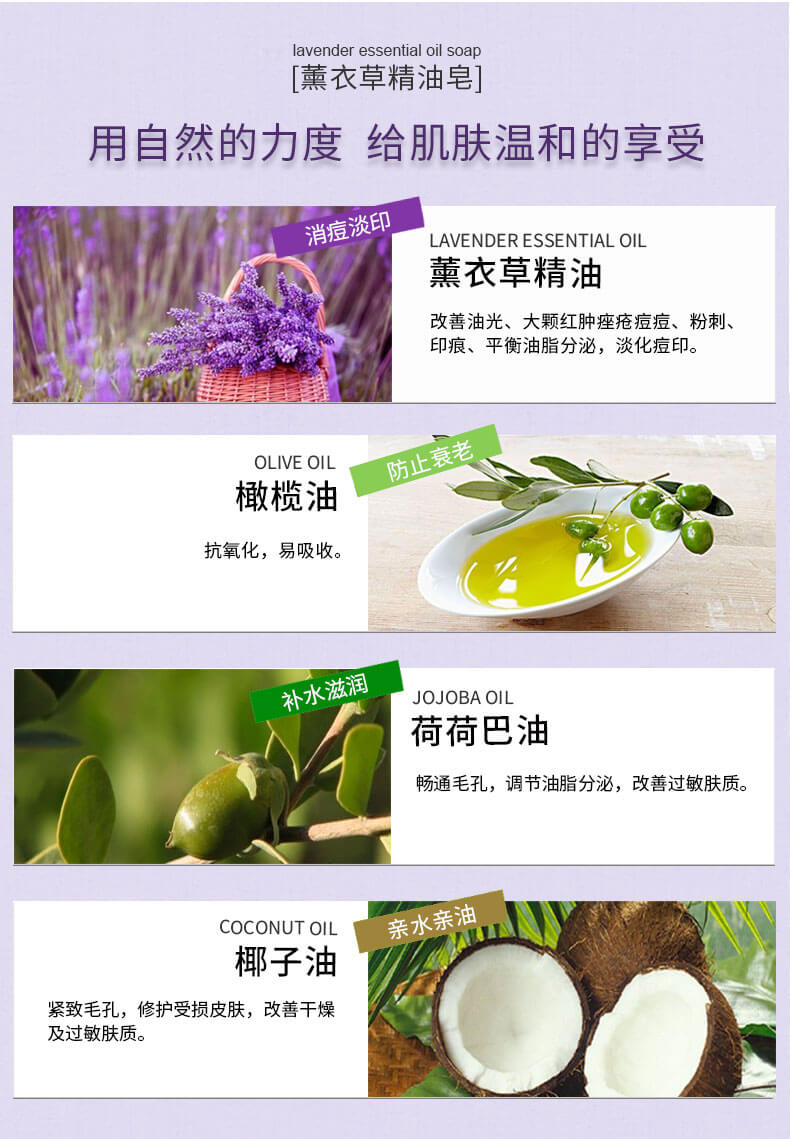 lavender essential oil soap
[薰衣草精油皂]
用自然的力度 给肌肤温和的享受
消痘淡印
LAVENDER ESSENTIAL OIL
薰衣草精油
改善油光、大颗红肿痤疮痘痘、粉刺、
印痕、平衡油脂分泌，淡化痘印。
OLIVE OIL
防止衰老
橄榄油
抗氧化，易吸收。
补水滋润
JOJOBA OIL
荷荷巴油
畅通毛孔，调节油脂分泌，改善过敏肤质。
COCONUT OIL
亲水亲油
椰子油
紧致毛孔，修护受损皮肤，改善干燥
及过敏肤质。